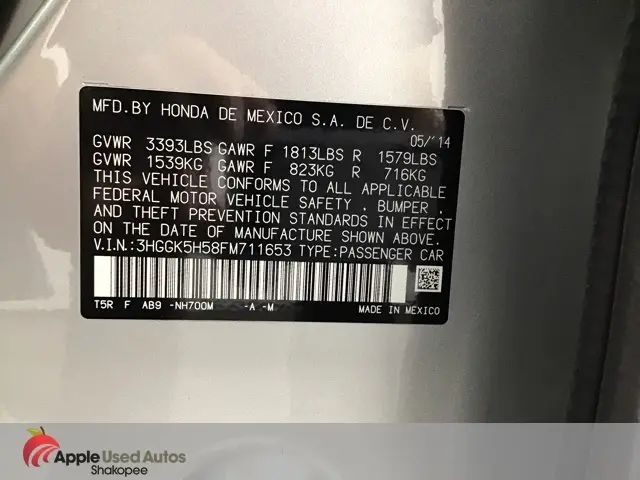 MFD.BY HONDA DE MEXICO S.A. DE C.V.
05/'14
GVWR 3393LBS GAWR F 1813LBS R 1579LBS
GVWR 1539KG GAWR F 823KG R 716KG
THIS VEHICLE CONFORMS TO ALL APPLICABLE
FEDERAL MOTOR VEHICLE SAFETY , BUMPER ,
AND THEFT PREVENTION STANDARDS IN EFFECT
ON THE DATE OF MANUFACTURE SHOWN ABOVE.
V.I.N.:3HGGK5H58FM711653 TYPE:PASSENGER CAR
T5R F AB9 -NH700M -A -M MADE IN MEXICO
Apple Used Autos
Shakopee